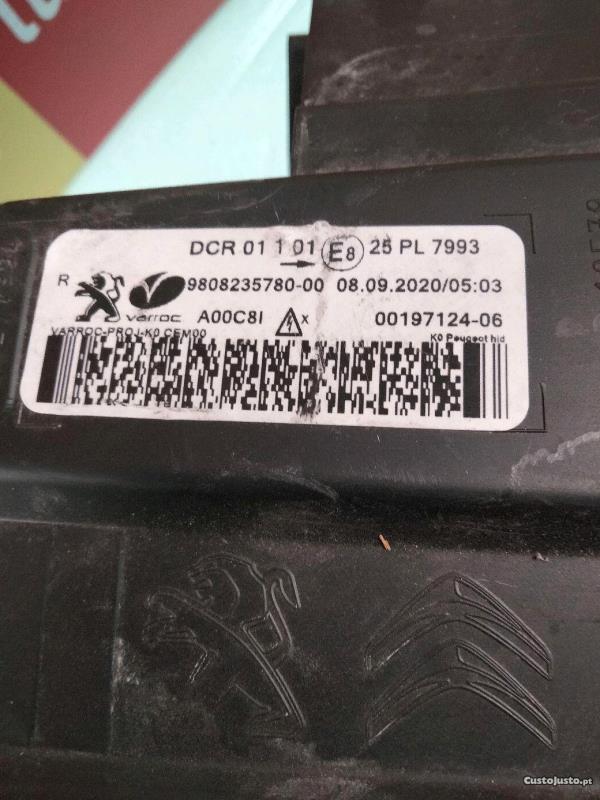 DCR 01 1 01 E8 25 PL 7993
R varroc 9808235780-00 08.09.2020/05:03
A00C8I X 00197124-06
VARROC-PROJ-K0 CEM00 K0 Peugeot hid
Custojusto.pt